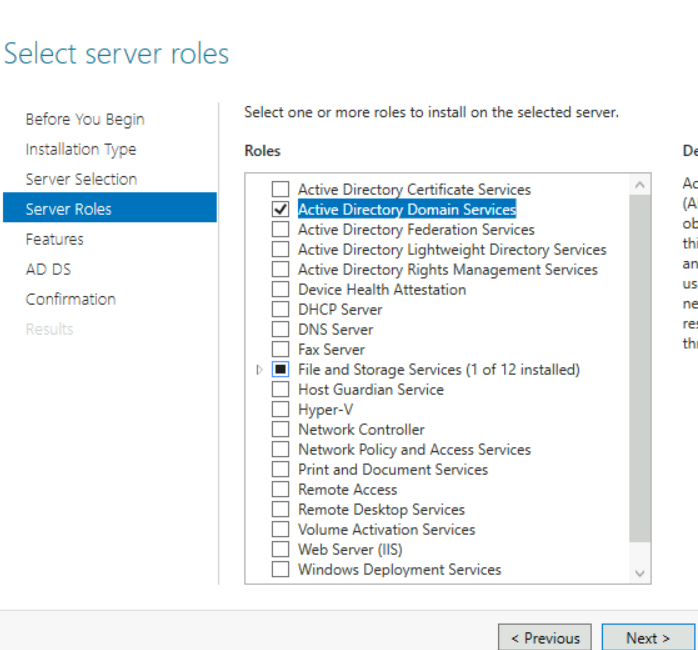 Select server roles
Before You Begin
Installation Type
Server Selection
Server Roles
Features
AD DS
Confirmation
Results
Select one or more roles to install on the selected server.
Roles
Active Directory Certificate Services
Active Directory Domain Services
Active Directory Federation Services
Active Directory Lightweight Directory Services
Active Directory Rights Management Services
Device Health Attestation
DHCP Server
DNS Server
Fax Server
File and Storage Services (1 of 12 installed)
Host Guardian Service
Hyper-V
Network Controller
Network Policy and Access Services
Print and Document Services
Remote Access
Remote Desktop Services
Volume Activation Services
Web Server (IIS)
Windows Deployment Services
< Previous
Next >